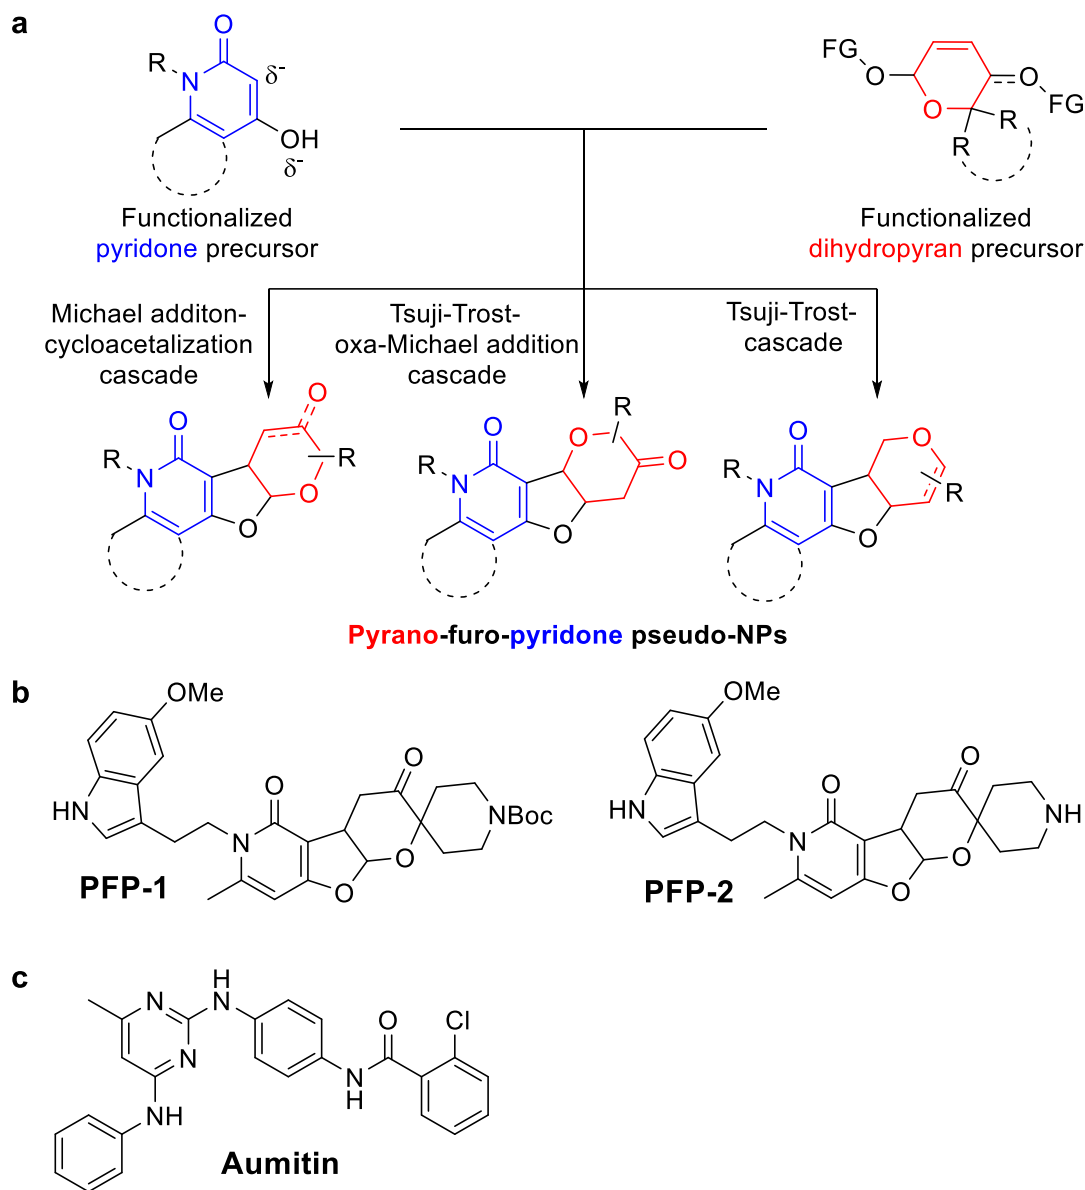 a
O
R
N
δ-
OH
δ-
Functionalized
pyridone precursor
FG
O
O
O
FG
R
R
Functionalized
dihydropyran precursor
Michael additon-
cycloacetalization
cascade
Tsuji-Trost-
oxa-Michael addition
cascade
Tsuji-Trost-
cascade
O
O
R
N
R
O
O
R
O
O
O
R
N
O
O
O
R
N
R
O
Pyrano-furo-pyridone pseudo-NPs
b
OMe
HN
O
O
N
NBoc
O
O
PFP-1
OMe
HN
O
O
N
NH
O
O
PFP-2
c
H
N
N
N
O
Cl
N
H
NH
Aumitin